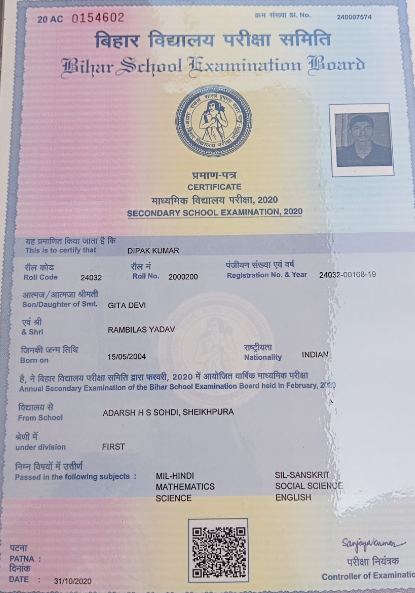 20 AC 0154602
क्रम संख्या Sl. No. 240007574
बिहार विद्यालय परीक्षा समिति
Bihar School Examination Board
प्रमाण-पत्र
CERTIFICATE
माध्यमिक विद्यालय परीक्षा, 2020
SECONDARY SCHOOL EXAMINATION, 2020
यह प्रमाणित किया जाता है कि
This is to certify that DIPAK KUMAR
रौल कोड रौल नं पंजीयन संख्या एवं वर्ष
Roll Code 24032 Roll No. 2000200 Registration No. & Year 24032-00168-19
आत्मज/आत्मजा श्रीमती
Son/Daughter of Smt. GITA DEVI
एवं श्री
& Shri RAMBILAS YADAV
जिनकी जन्म तिथि राष्ट्रीयता
Born on 15/05/2004 Nationality INDIAN
है, ने बिहार विद्यालय परीक्षा समिति द्वारा फरवरी, 2020 में आयोजित वार्षिक माध्यमिक परीक्षा
Annual Secondary Examination of the Bihar School Examination Board held in February, 2020
विद्यालय से
From School ADARSH H S SOHDI, SHEIKHPURA
श्रेणी में
under division FIRST
निम्न विषयों में उत्तीर्ण
Passed in the following subjects : MIL-HINDI SIL-SANSKRIT
MATHEMATICS SOCIAL SCIENCE
SCIENCE ENGLISH
पटना
PATNA :
दिनांक
DATE : 31/10/2020
Sanjaykumar
परीक्षा नियंत्रक
Controller of Examinatio